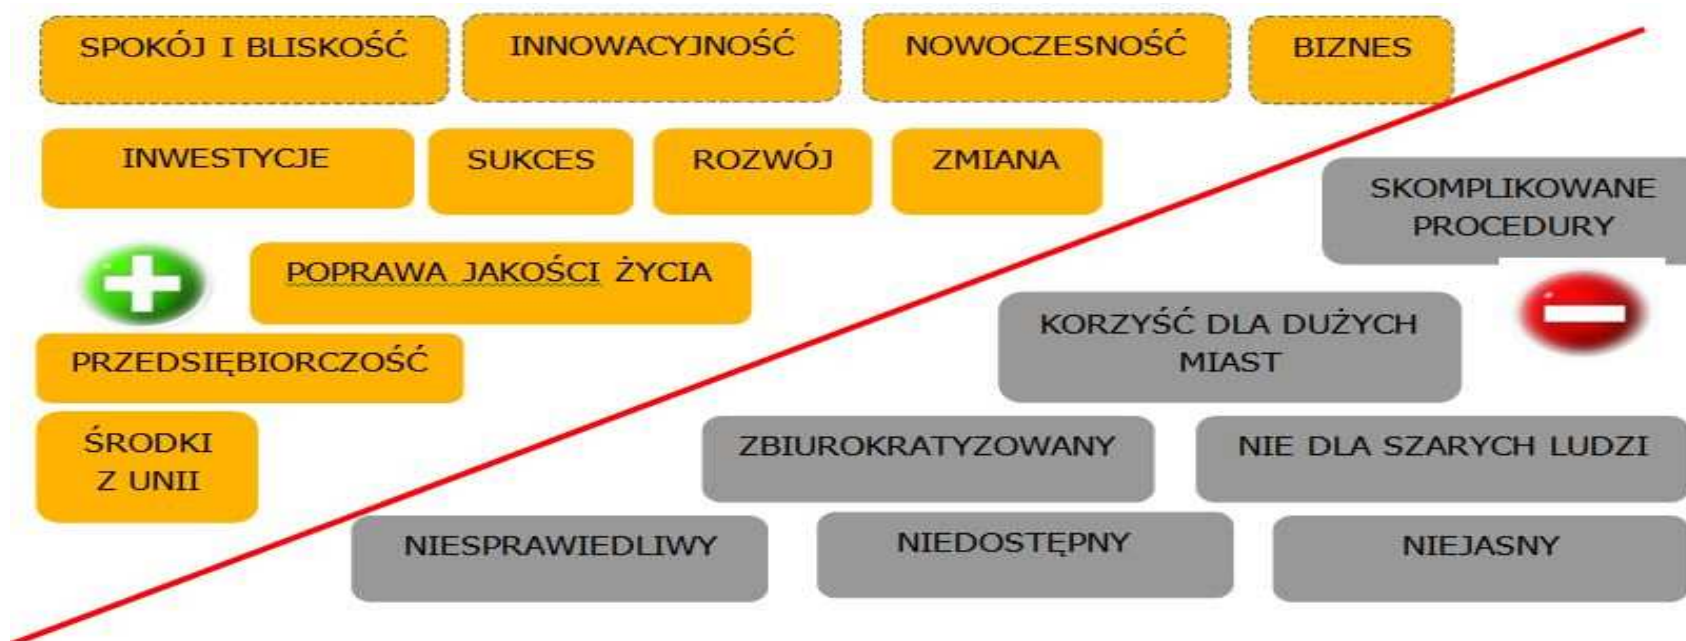 SPOKÓJ I BLISKOŚĆ
INNOWACYJNOŚĆ
NOWOCZESNOŚĆ
BIZNES
INWESTYCJE
SUKCES
ROZWÓJ
ZMIANA
SKOMPLIKOWANE
PROCEDURY
POPRAWA JAKOŚCI ŻYCIA
KORZYŚĆ DLA DUŻYCH
MIAST
PRZEDSIĘBIORCZOŚĆ
ŚRODKI
Z UNII
ZBIUROKRATYZOWANY
NIE DLA SZARYCH LUDZI
NIESPRAWIEDLIWY
NIEDOSTĘPNY
NIEJASNY